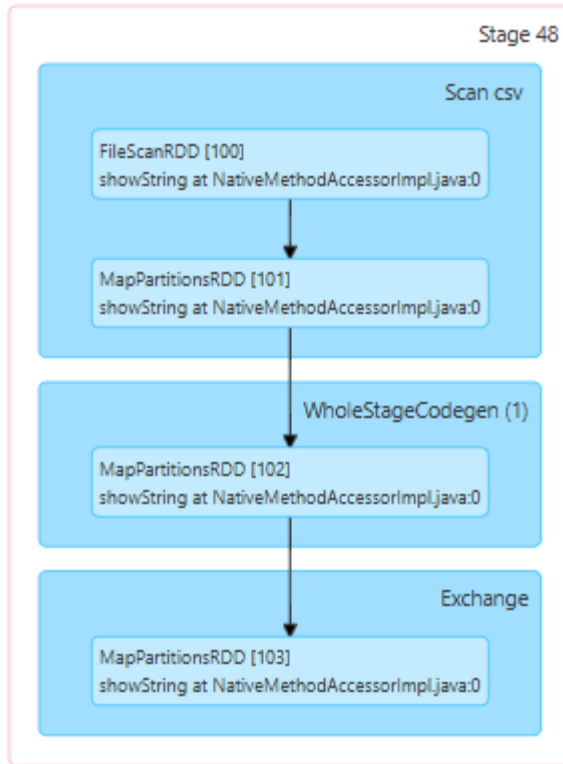 Stage 48
Scan csv
FileScanRDD [100]
showString at NativeMethodAccessorImpl.java:0
MapPartitionsRDD [101]
showString at NativeMethodAccessorImpl.java:0
WholeStageCodegen (1)
MapPartitionsRDD [102]
showString at NativeMethodAccessorImpl.java:0
Exchange
MapPartitionsRDD [103]
showString at NativeMethodAccessorImpl.java:0